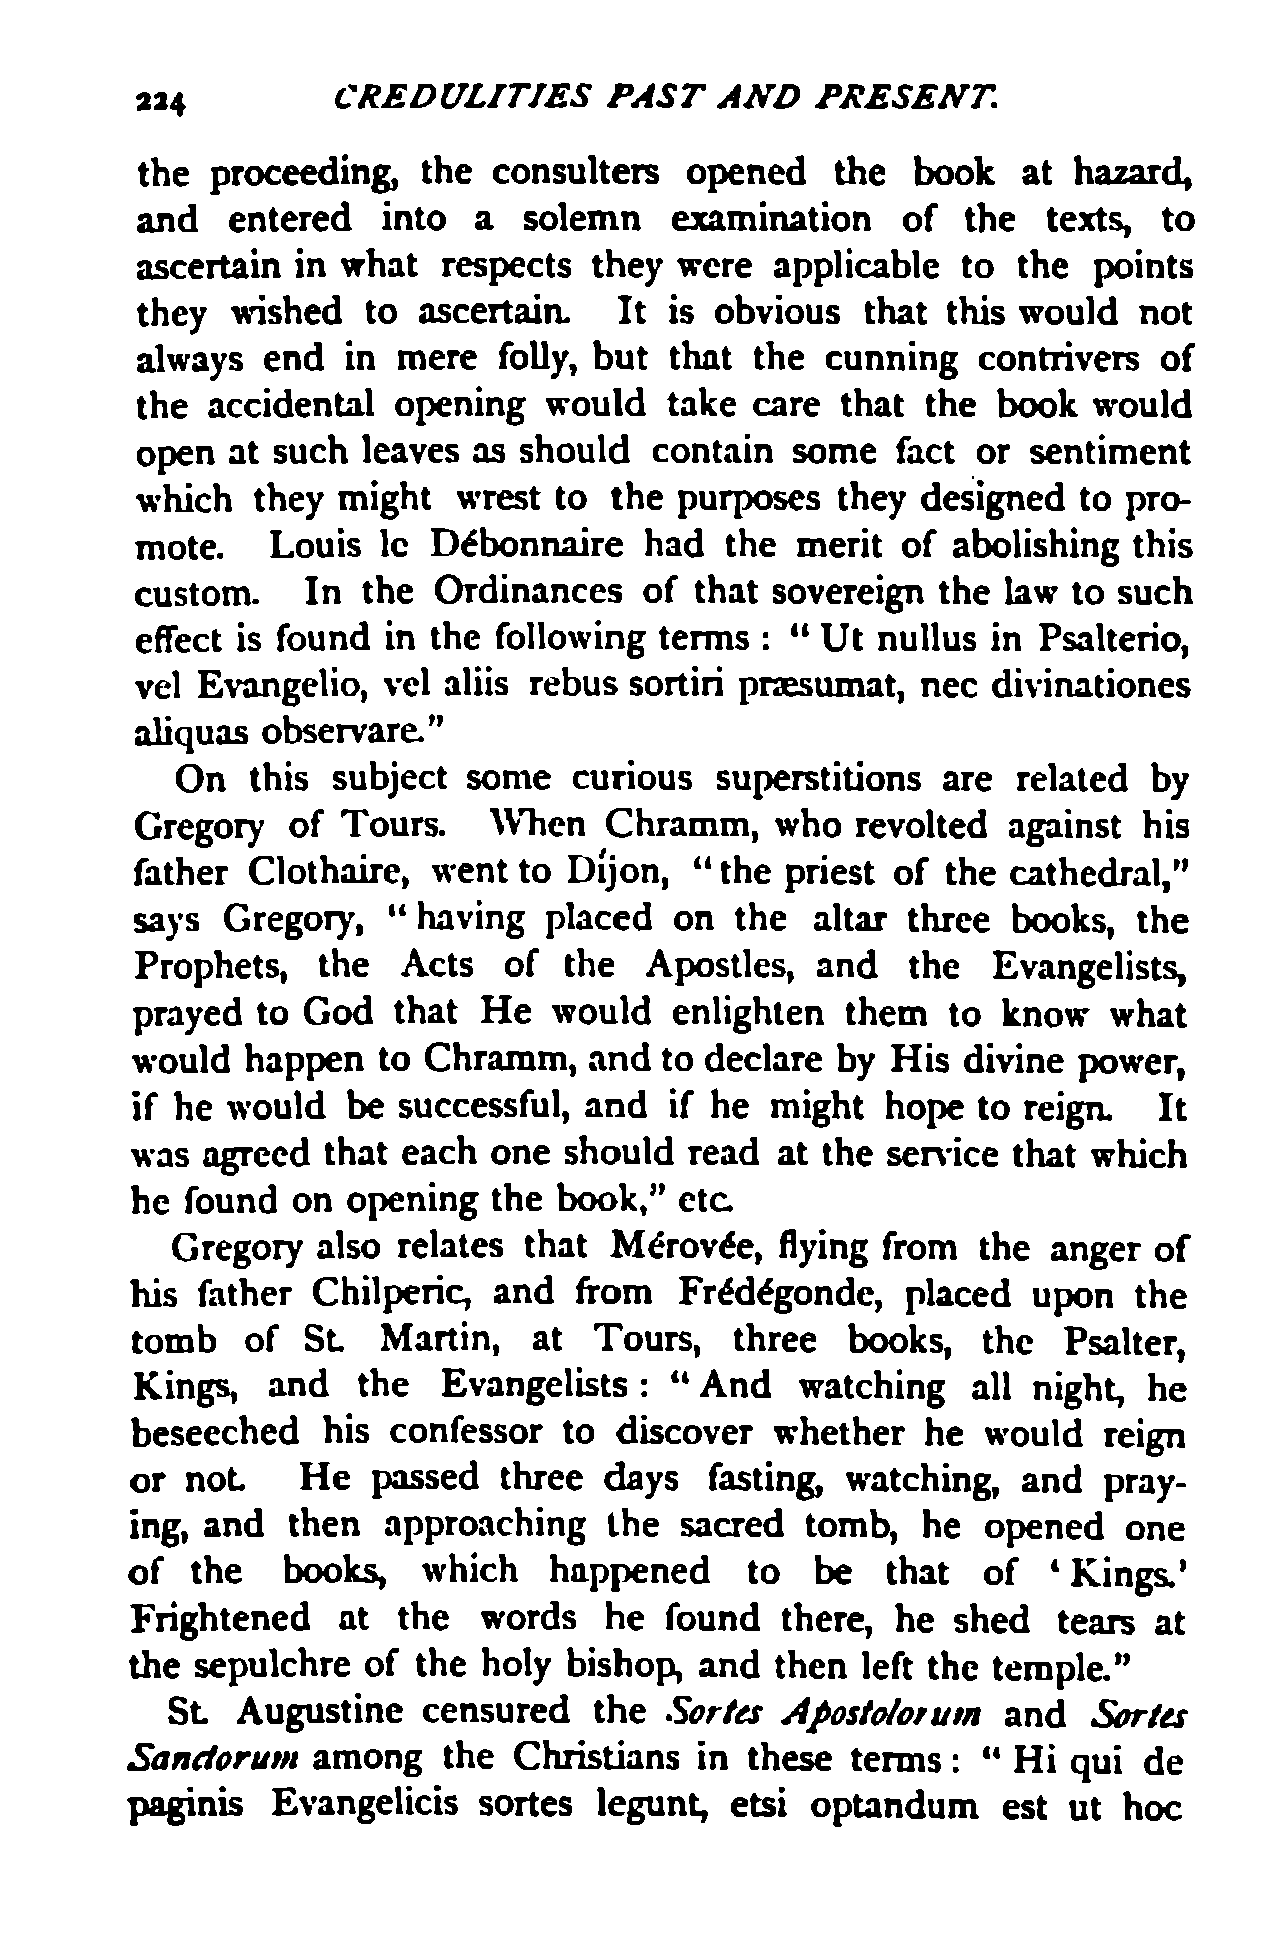 224 CREDULITIES PAST AND PRESENT.
the proceeding, the consulters opened the book at hazard,
and entered into a solemn examination of the texts, to
ascertain in what respects they were applicable to the points
they wished to ascertain. It is obvious that this would not
always end in mere folly, but that the cunning contrivers of
the accidental opening would take care that the book would
open at such leaves as should contain some fact or sentiment
which they might wrest to the purposes they designed to pro-
mote. Louis le Débonnaire had the merit of abolishing this
custom. In the Ordinances of that sovereign the law to such
effect is found in the following terms : “ Ut nullus in Psalterio,
vel Evangelio, vel aliis rebus sortiri præsumat, nec divinationes
aliquas observare.”
On this subject some curious superstitions are related by
Gregory of Tours. When Chramm, who revolted against his
father Clothaire, went to Dijon, “ the priest of the cathedral,”
says Gregory, “ having placed on the altar three books, the
Prophets, the Acts of the Apostles, and the Evangelists,
prayed to God that He would enlighten them to know what
would happen to Chramm, and to declare by His divine power,
if he would be successful, and if he might hope to reign. It
was agreed that each one should read at the service that which
he found on opening the book,” etc.
Gregory also relates that Mérovée, flying from the anger of
his father Chilperic, and from Frédégonde, placed upon the
tomb of St. Martin, at Tours, three books, the Psalter,
Kings, and the Evangelists : “ And watching all night, he
beseeched his confessor to discover whether he would reign
or not. He passed three days fasting, watching, and pray-
ing, and then approaching the sacred tomb, he opened one
of the books, which happened to be that of ‘ Kings.’
Frightened at the words he found there, he shed tears at
the sepulchre of the holy bishop, and then left the temple.”
St. Augustine censured the Sortes Apostolorum and Sortes
Sanctorum among the Christians in these terms : “ Hi qui de
paginis Evangelicis sortes legunt, etsi optandum est ut hoc